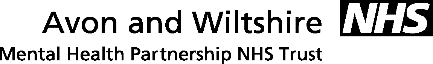 Avon and Wiltshire NHS
Mental Health Partnership NHS Trust